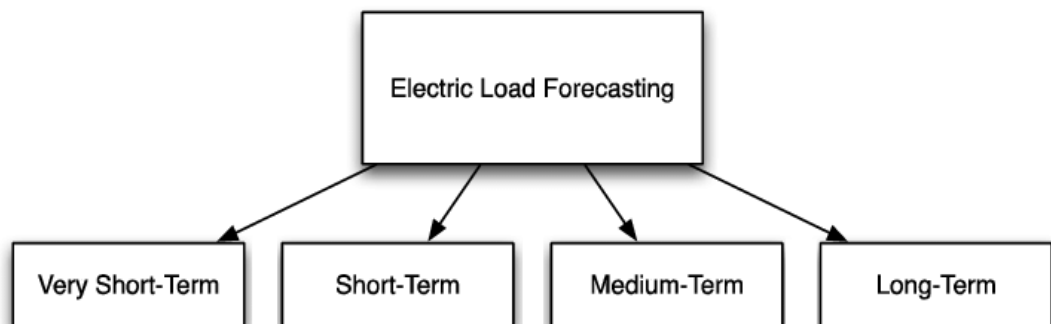 Electric Load Forecasting
Very Short-Term
Short-Term
Medium-Term
Long-Term